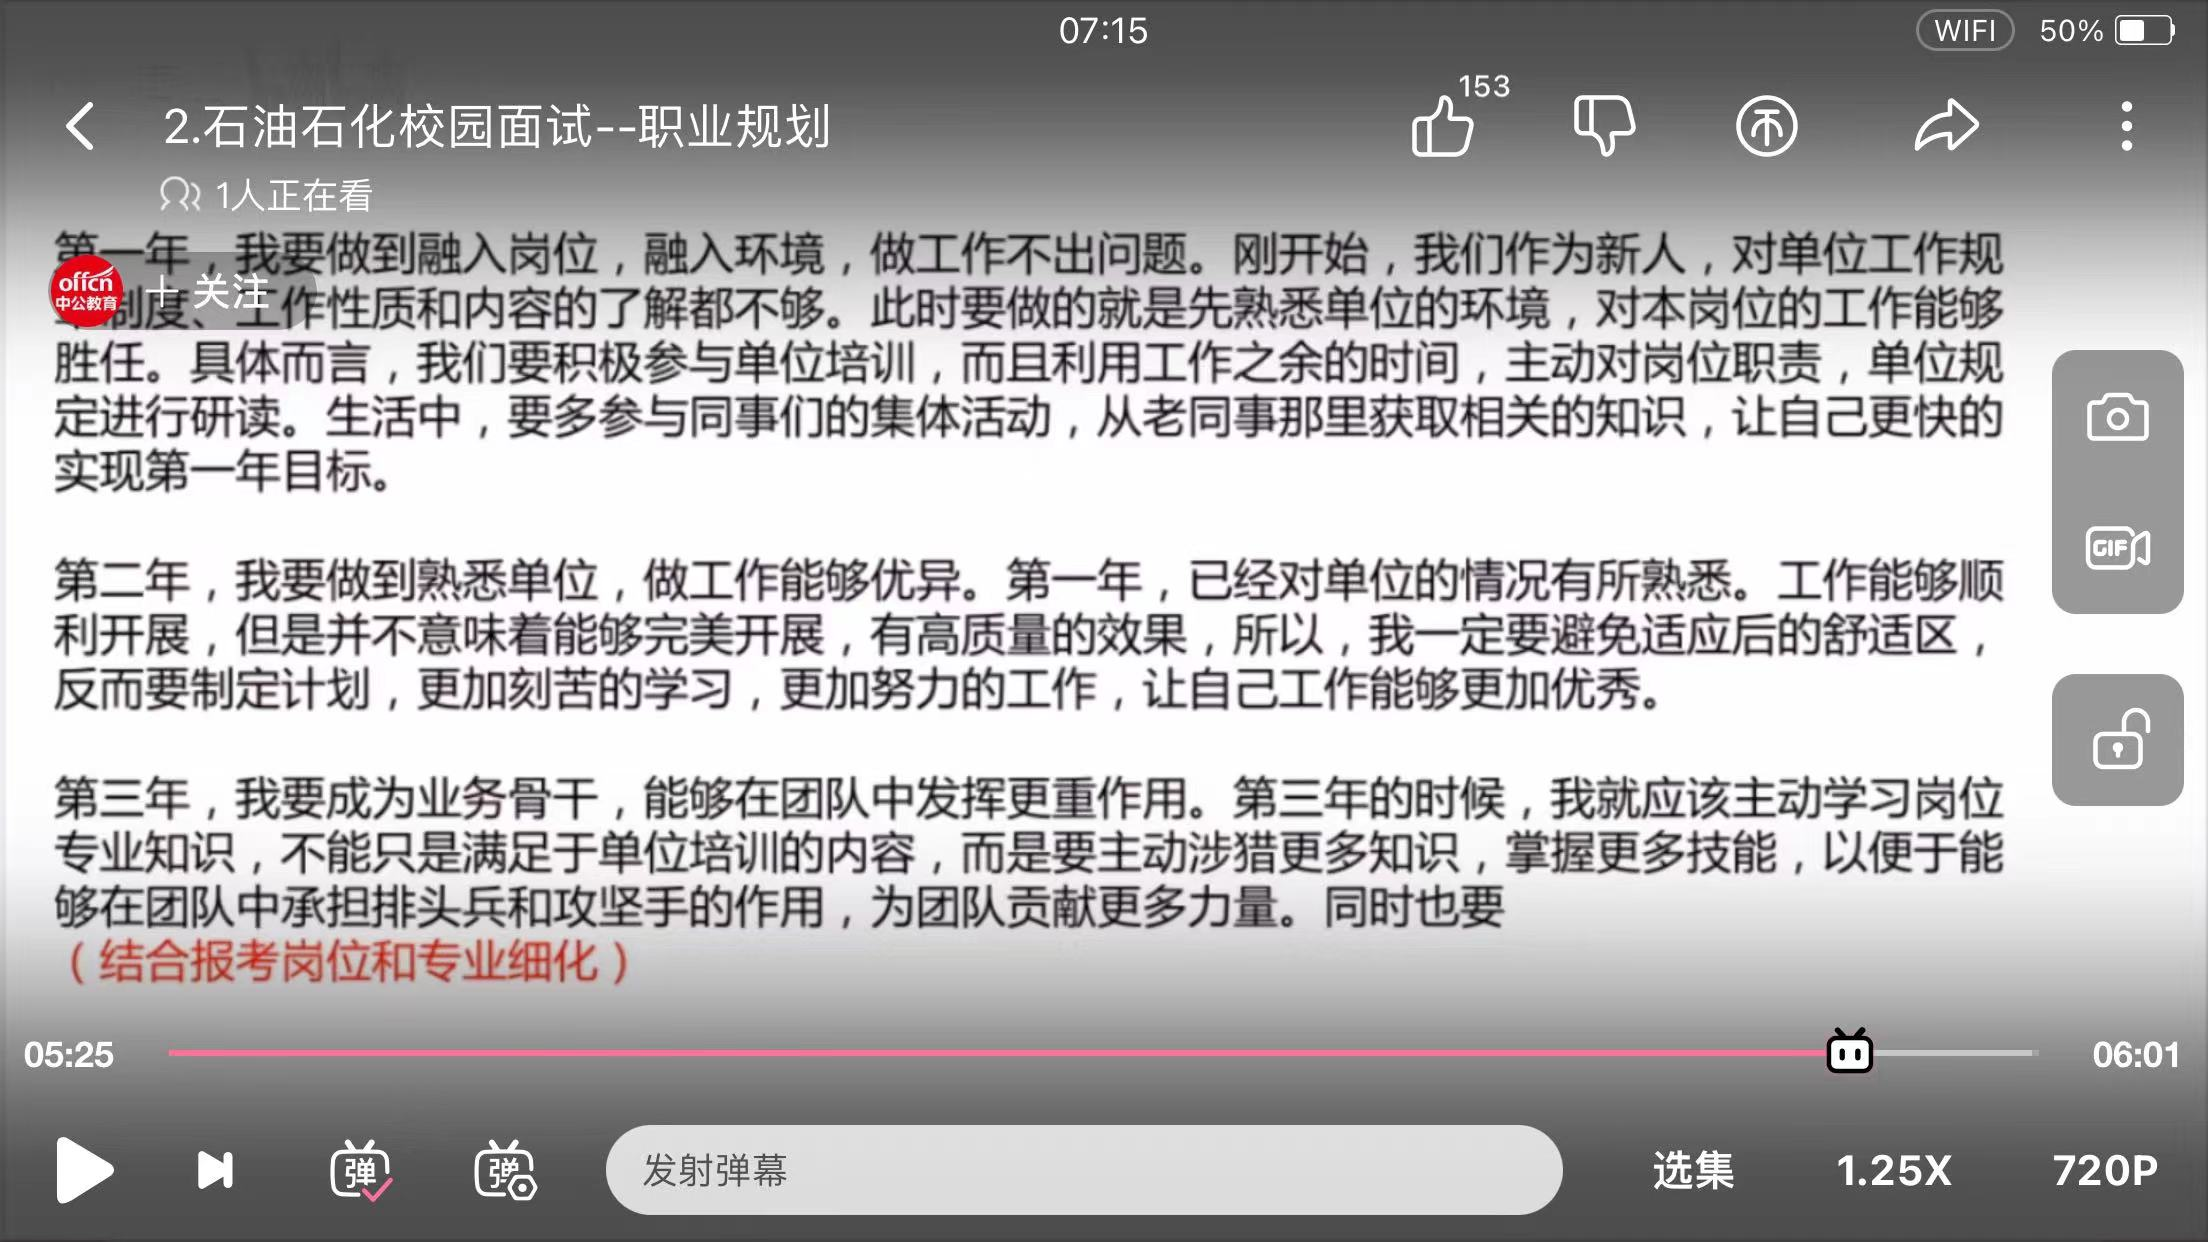 07:15
WIFI 50%
2.石油石化校园面试--职业规划
153
1人正在看
第一年，我要做到融入岗位，融入环境，做工作不出问题。刚开始，我们作为新人，对单位工作规
offcn
中公教育
＋关注
制度、工作性质和内容的了解都不够。此时要做的就是先熟悉单位的环境，对本岗位的工作能够
胜任。具体而言，我们要积极参与单位培训，而且利用工作之余的时间，主动对岗位职责，单位规
定进行研读。生活中，要多参与同事们的集体活动，从老同事那里获取相关的知识，让自己更快的
实现第一年目标。
第二年，我要做到熟悉单位，做工作能够优异。第一年，已经对单位的情况有所熟悉。工作能够顺
利开展，但是并不意味着能够完美开展，有高质量的效果，所以，我一定要避免适应后的舒适区，
反而要制定计划，更加刻苦的学习，更加努力的工作，让自己工作能够更加优秀。
第三年，我要成为业务骨干，能够在团队中发挥更重作用。第三年的时候，我就应该主动学习岗位
专业知识，不能只是满足于单位培训的内容，而是要主动涉猎更多知识，掌握更多技能，以便于能
够在团队中承担排头兵和攻坚手的作用，为团队贡献更多力量。同时也要
（结合报考岗位和专业细化）
GIF
05:25
06:01
弹
弹
发射弹幕
选集
1.25X
720P